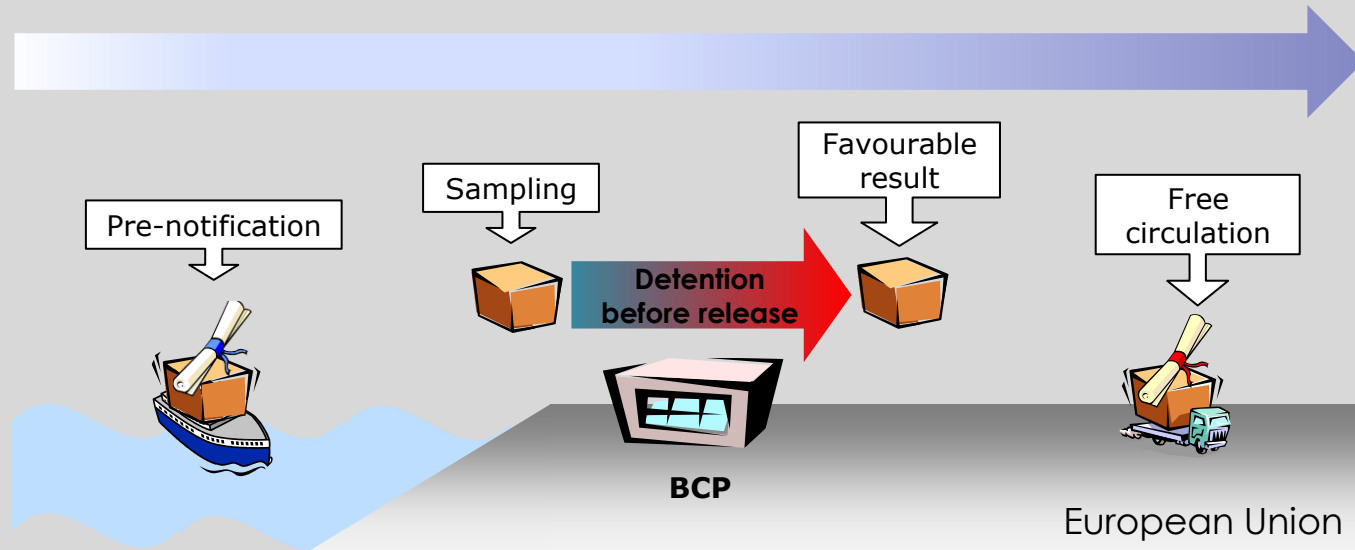 Pre-notification
Sampling
Detention
before release
Favourable
result
Free
circulation
BCP
European Union